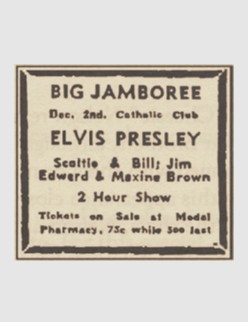 BIG JAMBOREE
Dec. 2nd. Catholic Club
ELVIS PRESLEY
Scottie & Bill; Jim
Edward & Maxine Brown
2 Hour Show
Tickets on Sale at Model
Pharmacy, 75c while 300 last